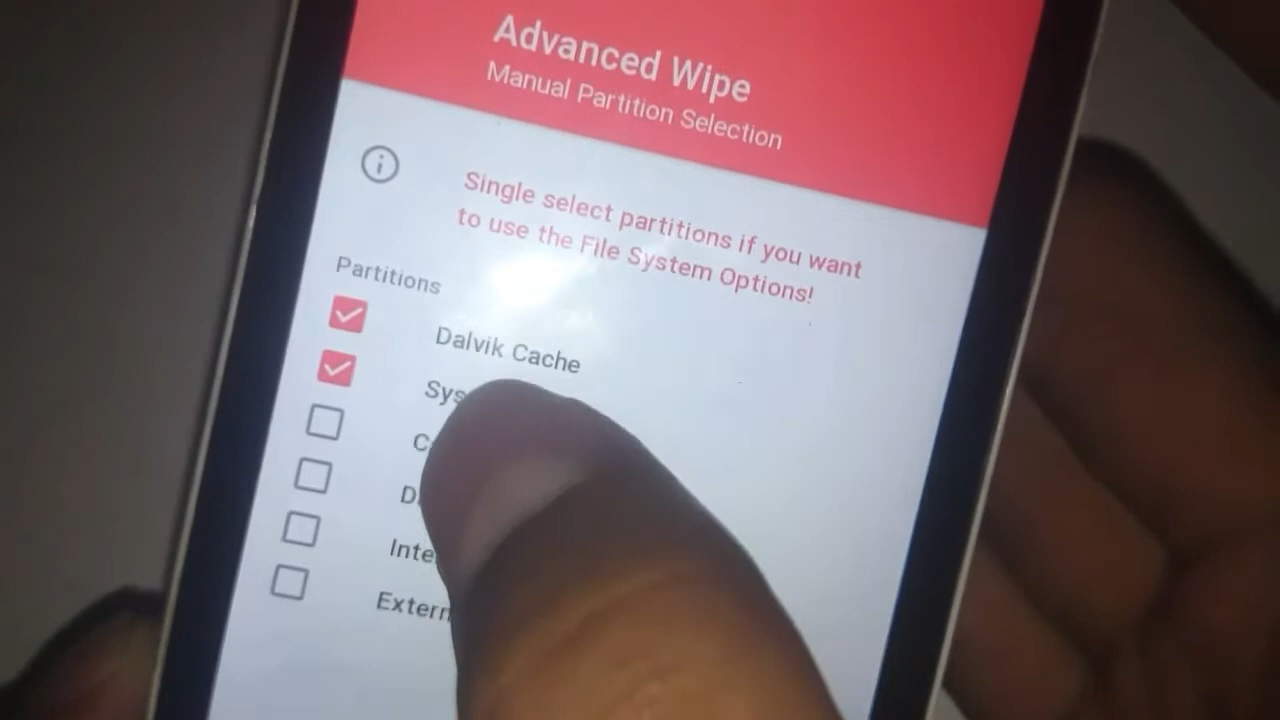 Advanced Wipe
Manual Partition Selection
Single select partitions if you want
to use the File System Options!
Partitions
Dalvik Cache